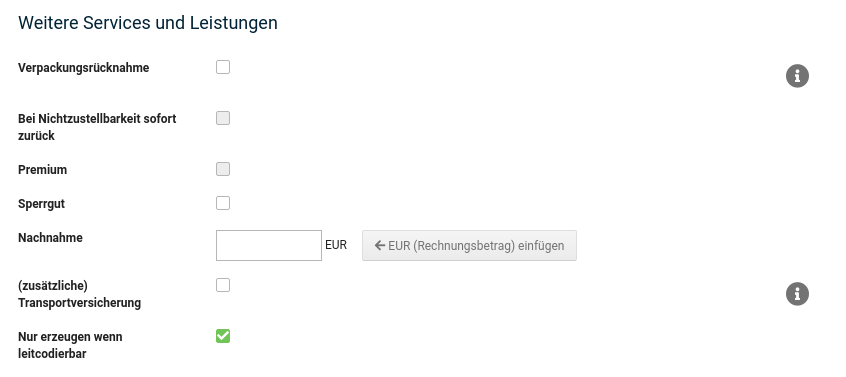 Weitere Services und Leistungen
Verpackungsrücknahme
Bei Nichtzustellbarkeit sofort
zurück
Premium
Sperrgut
Nachnahme EUR ← EUR (Rechnungsbetrag) einfügen
(zusätzliche)
Transportversicherung
Nur erzeugen wenn
leitcodierbar